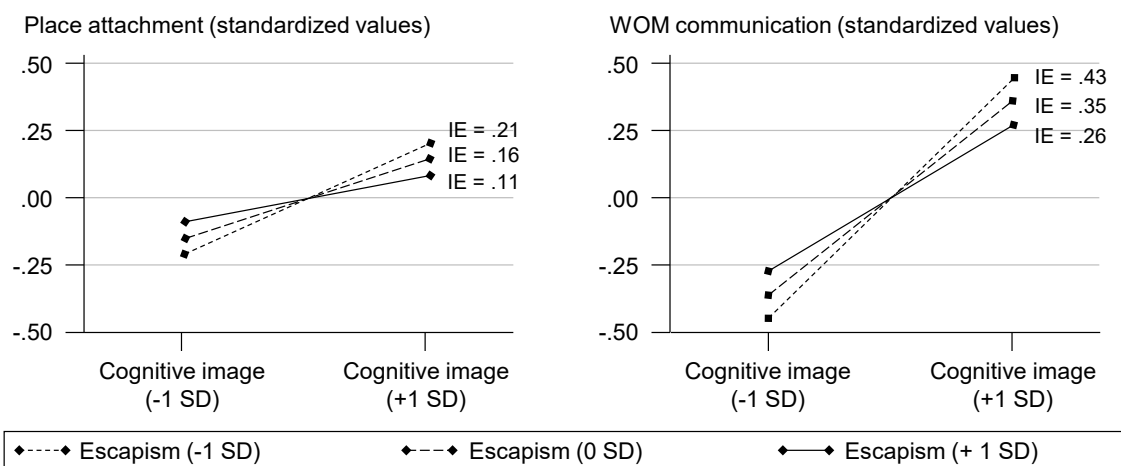 Place attachment (standardized values)
.50
.25
.00
-.25
-.50
IE = .21
IE = .16
IE = .11
Cognitive image
(-1 SD)
Cognitive image
(+1 SD)
WOM communication (standardized values)
.50
.25
.00
-.25
-.50
IE = .43
IE = .35
IE = .26
Cognitive image
(-1 SD)
Cognitive image
(+1 SD)
Escapism (-1 SD)
Escapism (0 SD)
Escapism (+ 1 SD)